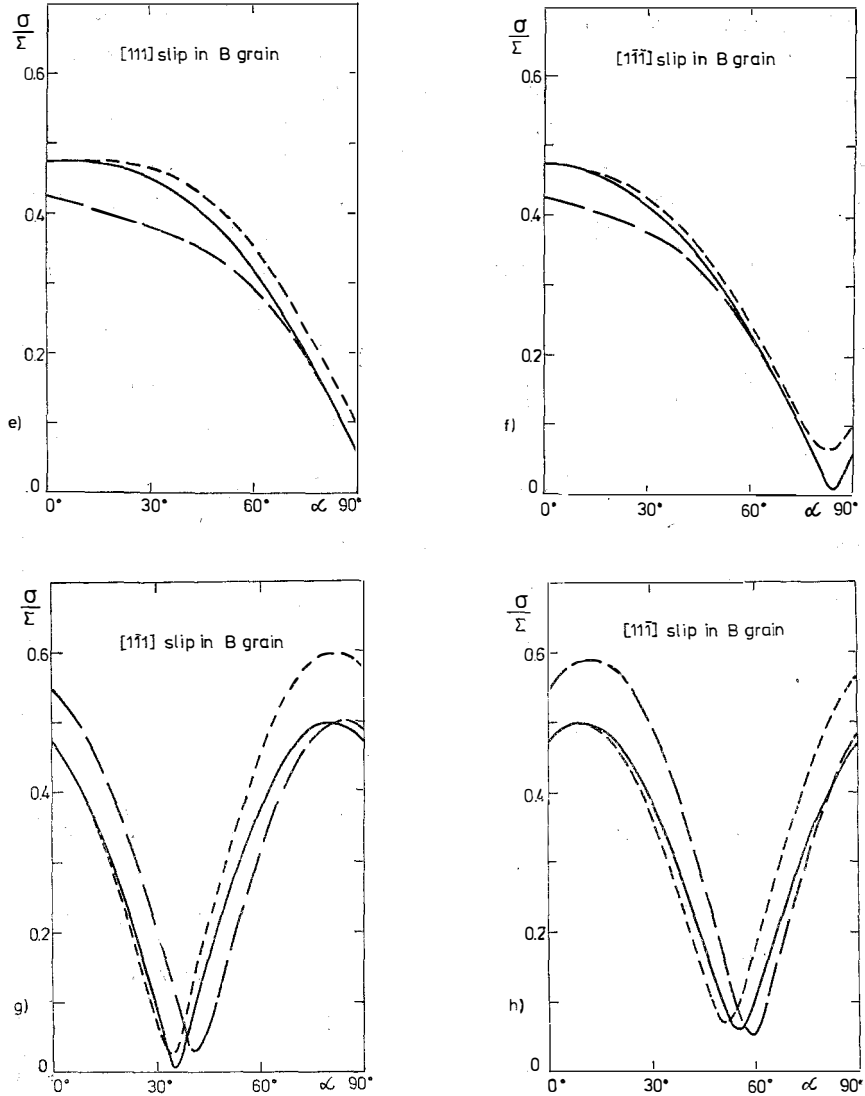 σ/Σ
[111] slip in B grain
0.6
0.4
0.2
0
e)
0° 30° 60° α 90°
σ/Σ
[11̄1̄] slip in B grain
0.6
0.4
0.2
0
f)
0° 30° 60° α 90°
σ/Σ
[11̄1] slip in B grain
0.6
0.4
0.2
0
g)
0° 30° 60° α 90°
σ/Σ
[111̄] slip in B grain
0.6
0.4
0.2
0
h)
0° 30° 60° α 90°